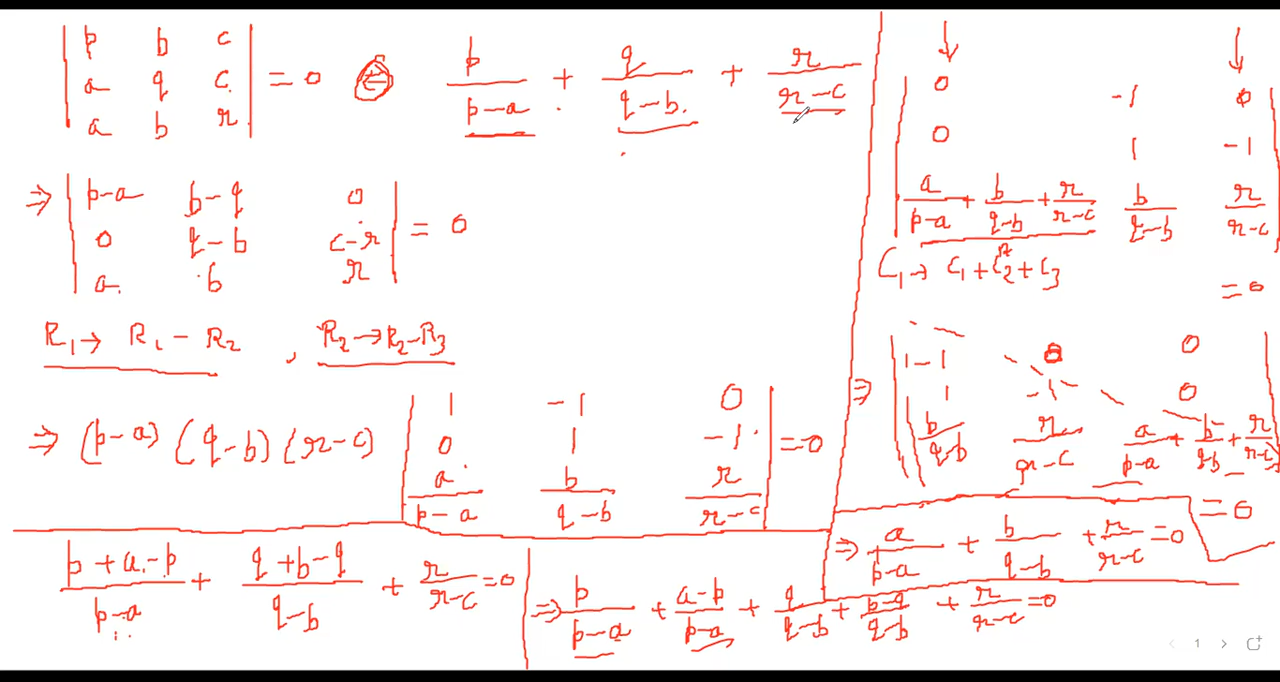 | p b c |
| a q c | = 0 p/(p-a) + q/(q-b) + r/(r-c)
| a b r |
⇒ | p-a b-q 0 |
| 0 q-b c-r | = 0
| a b r |
R₁→ R₁ - R₂ , R₂→R₂-R₃
⇒ (p-a) (q-b) (r-c) | 1 -1 0 |
| 0 1 -1 | = 0
| a/(p-a) b/(q-b) r/(r-c) |
| 0 -1 0 |
| 0 1 -1 |
| a/(p-a) + b/(q-b) + r/(r-c) b/(q-b) r/(r-c) |
C₁→ C₁ + C₂ + C₃
= 0
⇒ | -1 0 0 |
| 1 -1 0 |
| b/(q-b) r/(r-c) a/(p-a) + b/(q-b) + r/(r-c) |
= 0
⇒ a/(p-a) + b/(q-b) + r/(r-c) = 0
(p+a-p)/(p-a) + (q+b-q)/(q-b) + r/(r-c) = 0
⇒ p/(p-a) + (a-p)/(p-a) + q/(q-b) + (b-q)/(q-b) + r/(r-c) = 0
1